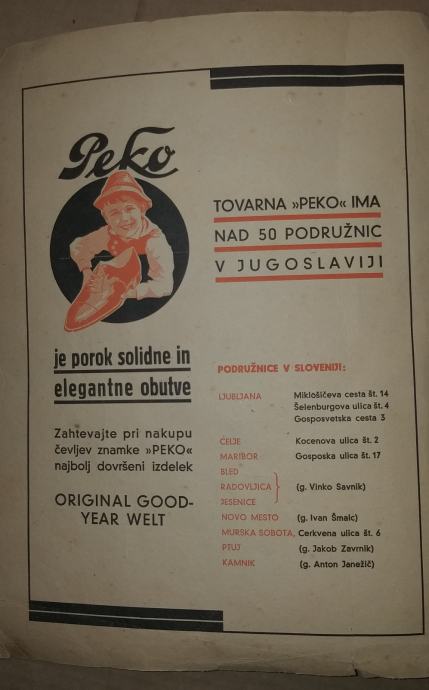 Peko
je porok solidne in
elegantne obutve
Zahtevajte pri nakupu
čevljev znamke »PEKO«
najbolj dovršeni izdelek
ORIGINAL GOOD-
YEAR WELT
TOVARNA »PEKO« IMA
NAD 50 PODRUŽNIC
V JUGOSLAVIJI
PODRUŽNICE V SLOVENIJI:
LJUBLJANA Miklošičeva cesta št. 14
Šelenburgova ulica št. 4
Gosposvetska cesta 3
CELJE Kocenova ulica št. 2
MARIBOR Gosposka ulica št. 17
BLED
RADOVLJICA (g. Vinko Savnik)
JESENICE
NOVO MESTO (g. Ivan Šmalc)
MURSKA SOBOTA, Cerkvena ulica št. 6
PTUJ (g. Jakob Zavrnik)
KAMNIK (g. Anton Janežič)